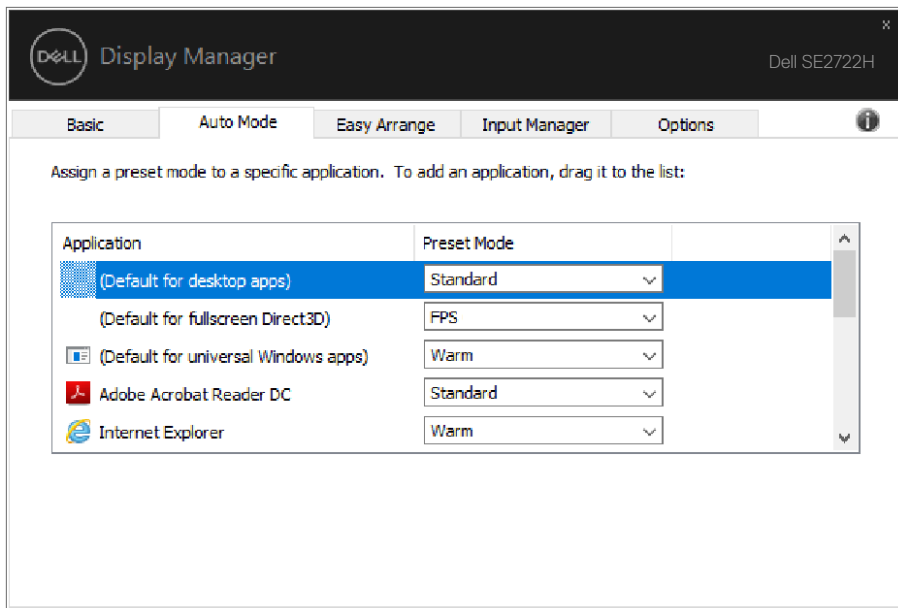 x
DELL Display Manager
Dell SE2722H
Basic Auto Mode Easy Arrange Input Manager Options
Assign a preset mode to a specific application. To add an application, drag it to the list:
Application Preset Mode
(Default for desktop apps) Standard
(Default for fullscreen Direct3D) FPS
(Default for universal Windows apps) Warm
Adobe Acrobat Reader DC Standard
Internet Explorer Warm